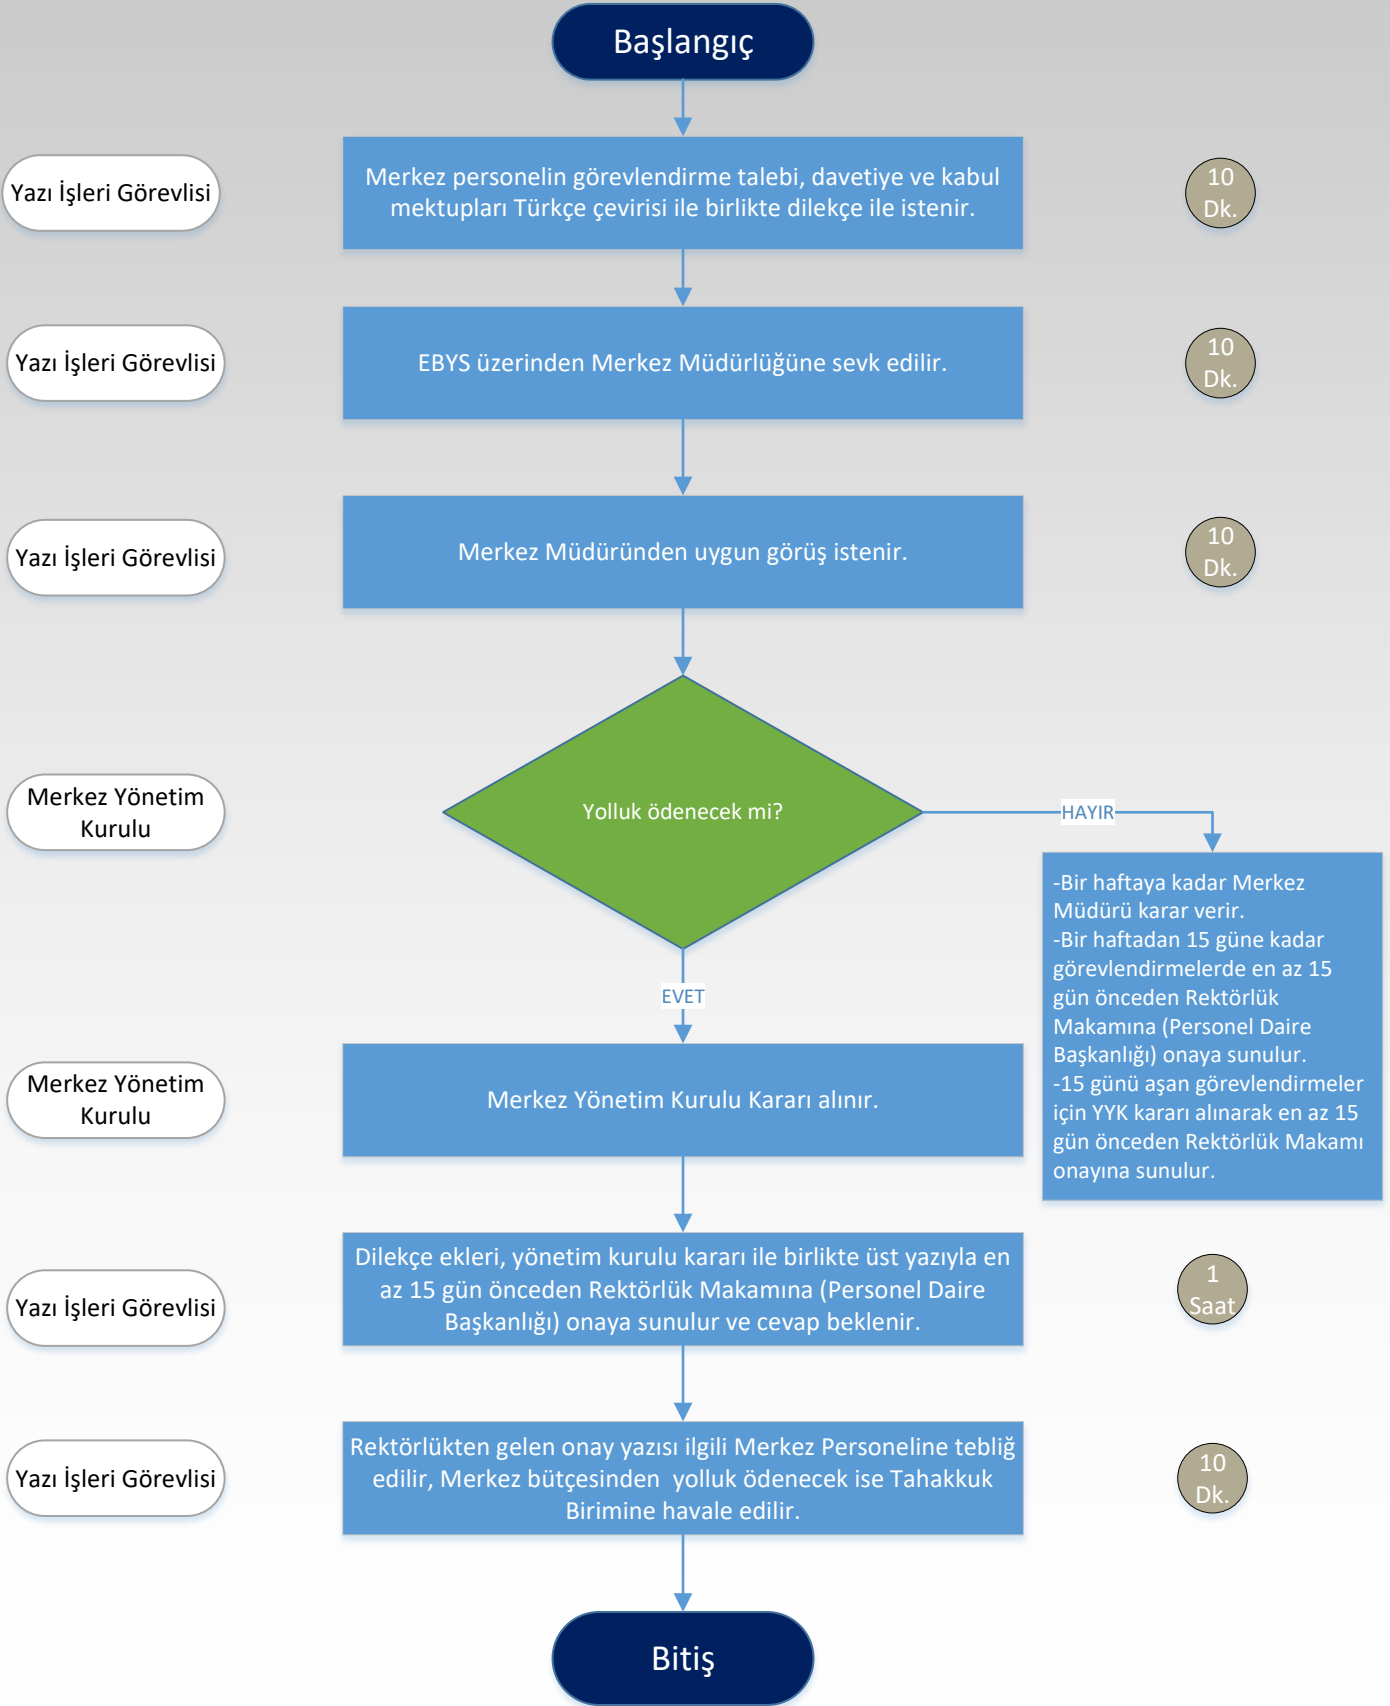 Başlangıç
Yazı İşleri Görevlisi
Merkez personelin görevlendirme talebi, davetiye ve kabul
mektupları Türkçe çevirisi ile birlikte dilekçe ile istenir.
10
Dk.
Yazı İşleri Görevlisi
EBYS üzerinden Merkez Müdürlüğüne sevk edilir.
10
Dk.
Yazı İşleri Görevlisi
Merkez Müdüründen uygun görüş istenir.
10
Dk.
Merkez Yönetim
Kurulu
Yolluk ödenecek mi?
HAYIR
-Bir haftaya kadar Merkez
Müdürü karar verir.
-Bir haftadan 15 güne kadar
görevlendirmelerde en az 15
gün önceden Rektörlük
Makamına (Personel Daire
Başkanlığı) onaya sunulur.
-15 günü aşan görevlendirmeler
için YYK kararı alınarak en az 15
gün önceden Rektörlük Makamı
onayına sunulur.
EVET
Merkez Yönetim
Kurulu
Merkez Yönetim Kurulu Kararı alınır.
Yazı İşleri Görevlisi
Dilekçe ekleri, yönetim kurulu kararı ile birlikte üst yazıyla en
az 15 gün önceden Rektörlük Makamına (Personel Daire
Başkanlığı) onaya sunulur ve cevap beklenir.
1
Saat
Yazı İşleri Görevlisi
Rektörlükten gelen onay yazısı ilgili Merkez Personeline tebliğ
edilir, Merkez bütçesinden  yolluk ödenecek ise Tahakkuk
Birimine havale edilir.
10
Dk.
Bitiş